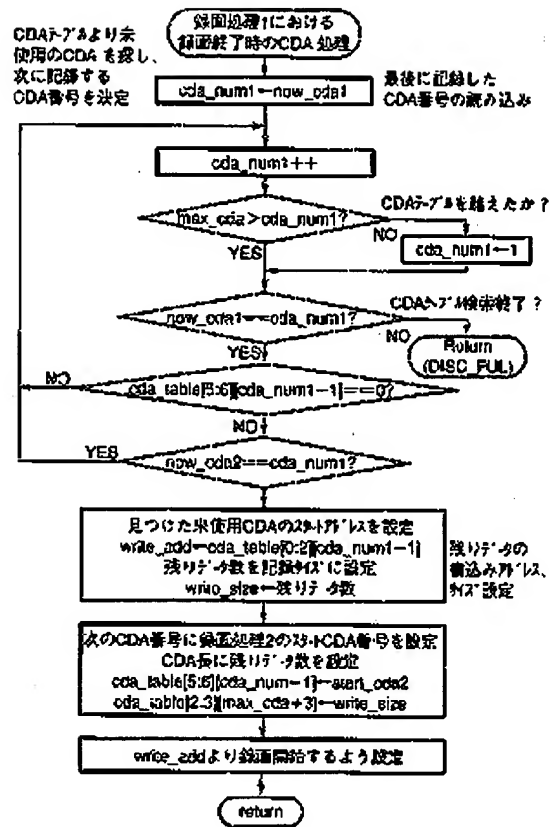 CDAテーブルより未
使用のCDAを探し、
次に記録する
CDA番号を決定
録画処理1における
録画終了時のCDA処理
cda_num1←now_cda1
最後に記録した
CDA番号の読み込み
cda_num1++
CDAテーブルを越えたか?
max_cda>cda_num1?
NO
YES
cda_num1←1
CDAテーブル検索終了?
now_cda1==cda_num1?
NO
YES
Return
(DISC_FUL)
NO
cda_table[5:6][cda_num1-1]==0?
NO
YES
now_cda2==cda_num1?
見つけた未使用CDAのスタートアドレスを設定
write_add←cda_table[0:2][cda_num1-1]
残りデータ数を記録サイズに設定
write_size←残りデータ数
残りデータの
書込みアドレス、
サイズ設定
次のCDA番号に録画処理2のスタートCDA番号を設定
CDA長に残りデータ数を設定
cda_table[5:6][cda_num-1]←start_cda2
cda_table[2:3][max_cda+3]←write_size
write_addより録画開始するよう設定
return